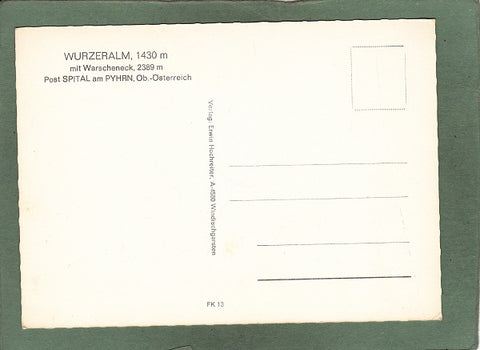 WURZERALM, 1430 m
mit Warscheneck, 2389 m
Post SPITAL am PYHRN, Ob.-Österreich
Verlag: Erwin Hochreiter, A-4580 Windischgarsten
FK 13